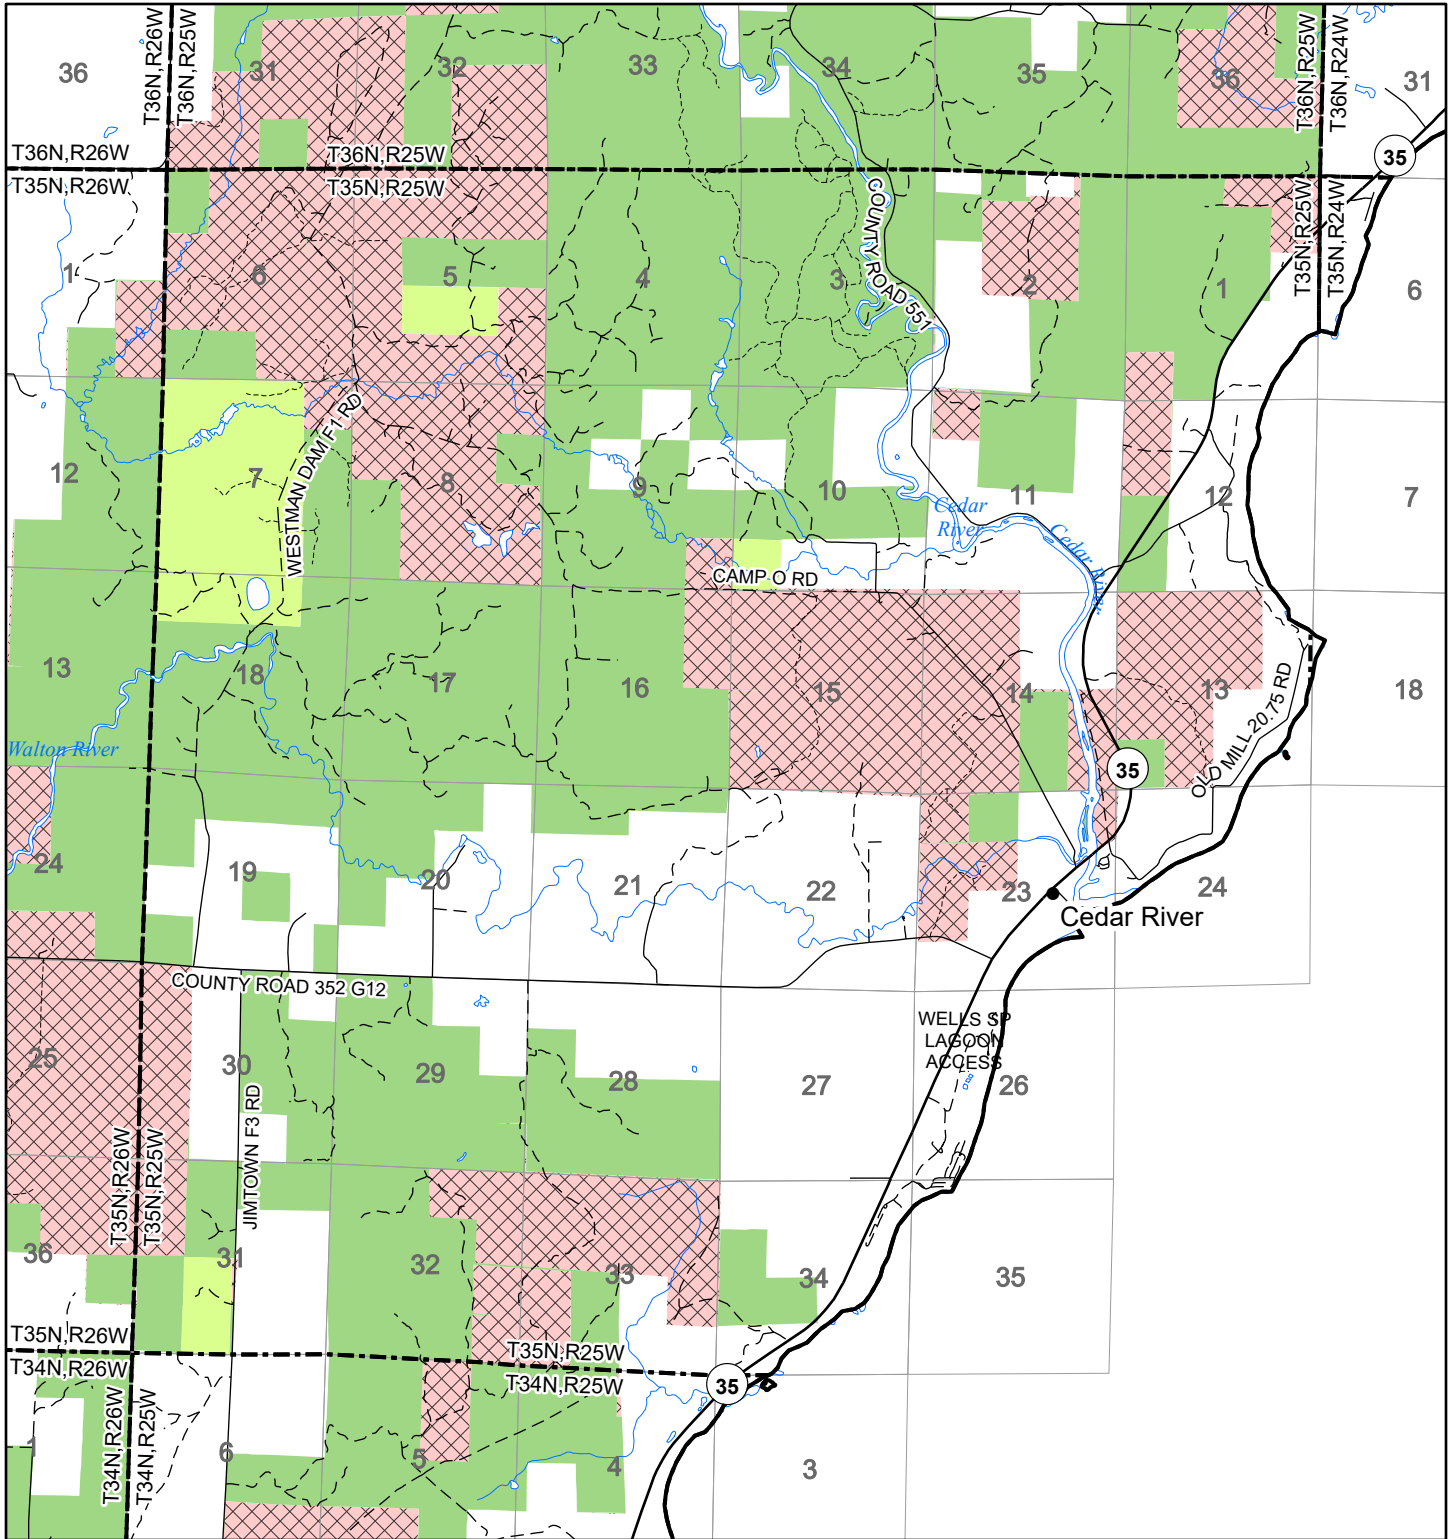 36
31
32
33
34
35
36
31
T36N,R26W
T36N,R25W
T36N,R25W
T36N,R24W
35
T36N,R26W
T36N,R25W
T35N,R26W
T35N,R25W
T35N,R25W
T35N,R24W
COUNTY ROAD 551
1
6
5
4
3
2
1
6
12
7
8
9
10
11
12
7
WESTMAN DAM F1 RD
Cedar
River
Cedar River
CAMP O RD
13
18
17
16
15
14
13
18
OLD MILL 20.75 RD
Walton River
35
24
19
20
21
22
23
24
Cedar River
COUNTY ROAD 352 G12
WELLS SP
LAGOON
ACCESS
25
30
29
28
27
26
JIMTOWN F3 RD
T35N,R26W
T35N,R25W
36
31
32
33
34
35
T35N,R26W
T35N,R25W
T34N,R26W
T34N,R25W
35
T34N,R26W
T34N,R25W
1
6
5
4
3